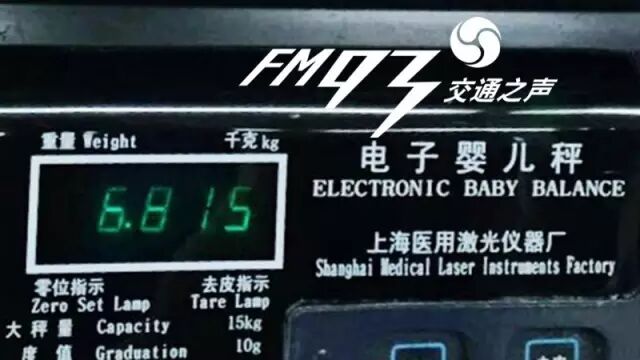 FM93
交通之声
重量 Weight 千克 kg
电子婴儿秤
ELECTRONIC BABY BALANCE
6.815
上海医用激光仪器厂
Shanghai Medical Laser Instruments Factory
零位指示 去皮指示
Zero Set Lamp Tare Lamp
大秤量 Capacity 15kg
度值 Graduation 10g